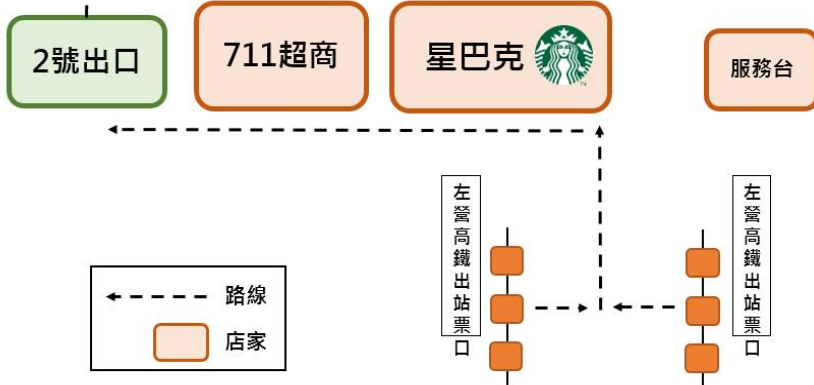 2號出口
711超商
星巴克
服務台
左營高鐵出站票口
左營高鐵出站票口
路線
店家